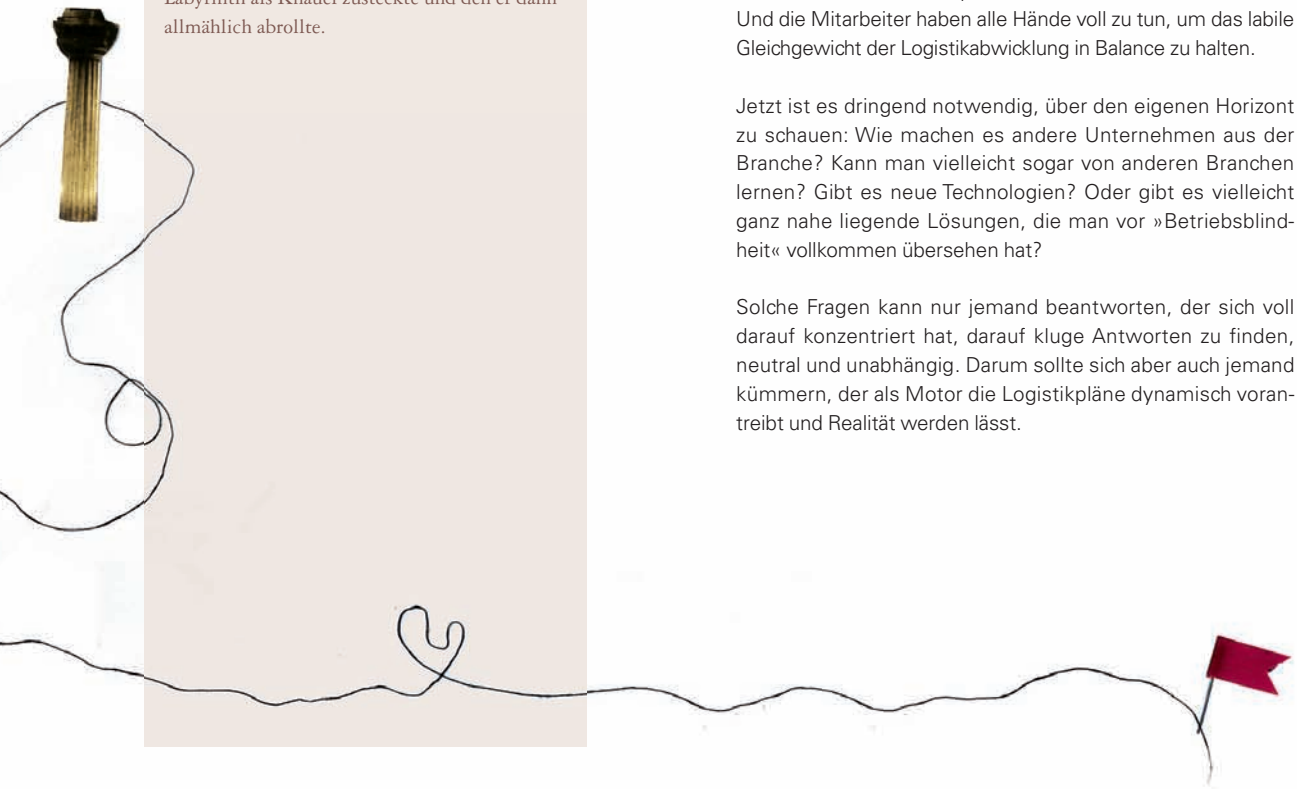 Labyrinth als Knäuel zusteckte und den er dann
allmählich abrollte.
Und die Mitarbeiter haben alle Hände voll zu tun, um das labile
Gleichgewicht der Logistikabwicklung in Balance zu halten.
Jetzt ist es dringend notwendig, über den eigenen Horizont
zu schauen: Wie machen es andere Unternehmen aus der
Branche? Kann man vielleicht sogar von anderen Branchen
lernen? Gibt es neue Technologien? Oder gibt es vielleicht
ganz nahe liegende Lösungen, die man vor »Betriebsblind-
heit« vollkommen übersehen hat?
Solche Fragen kann nur jemand beantworten, der sich voll
darauf konzentriert hat, darauf kluge Antworten zu finden,
neutral und unabhängig. Darum sollte sich aber auch jemand
kümmern, der als Motor die Logistikpläne dynamisch voran-
treibt und Realität werden lässt.